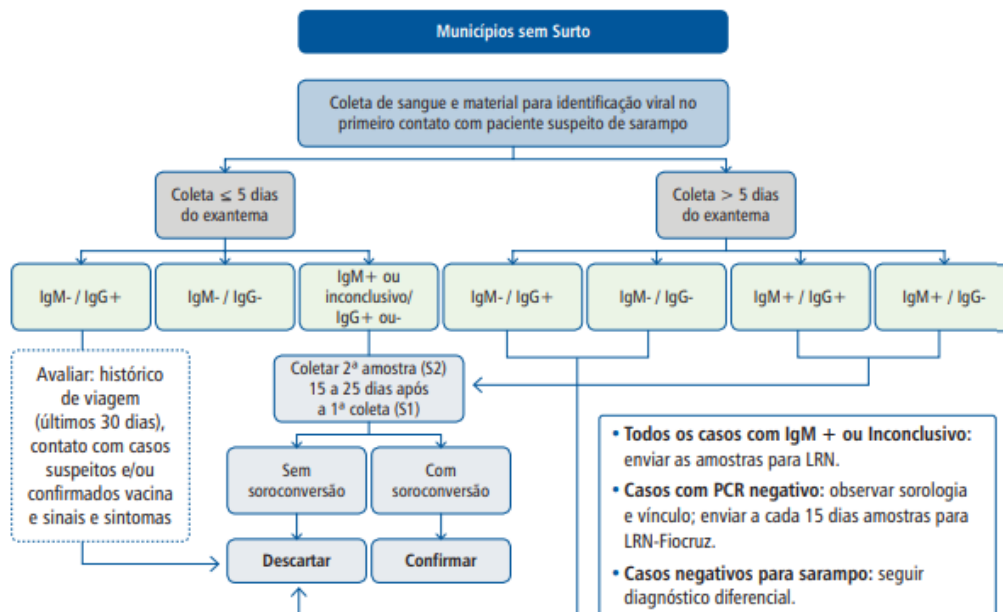 Municípios sem Surto
Coleta de sangue e material para identificação viral no
primeiro contato com paciente suspeito de sarampo
Coleta ≤ 5 dias
do exantema
Coleta > 5 dias
do exantema
IgM- / IgG+
IgM- / IgG-
IgM+ ou
inconclusivo/
IgG+ ou-
IgM- / IgG+
IgM- / IgG-
IgM+ / IgG+
IgM+ / IgG-
Avaliar: histórico
de viagem
(últimos 30 dias),
contato com casos
suspeitos e/ou
confirmados vacina
e sinais e sintomas
Coletar 2ª amostra (S2)
15 a 25 dias após
a 1ª coleta (S1)
Sem
soroconversão
Com
soroconversão
Descartar
Confirmar
• Todos os casos com IgM + ou Inconclusivo:
enviar as amostras para LRN.
• Casos com PCR negativo: observar sorologia
e vínculo; enviar a cada 15 dias amostras para
LRN-Fiocruz.
• Casos negativos para sarampo: seguir
diagnóstico diferencial.